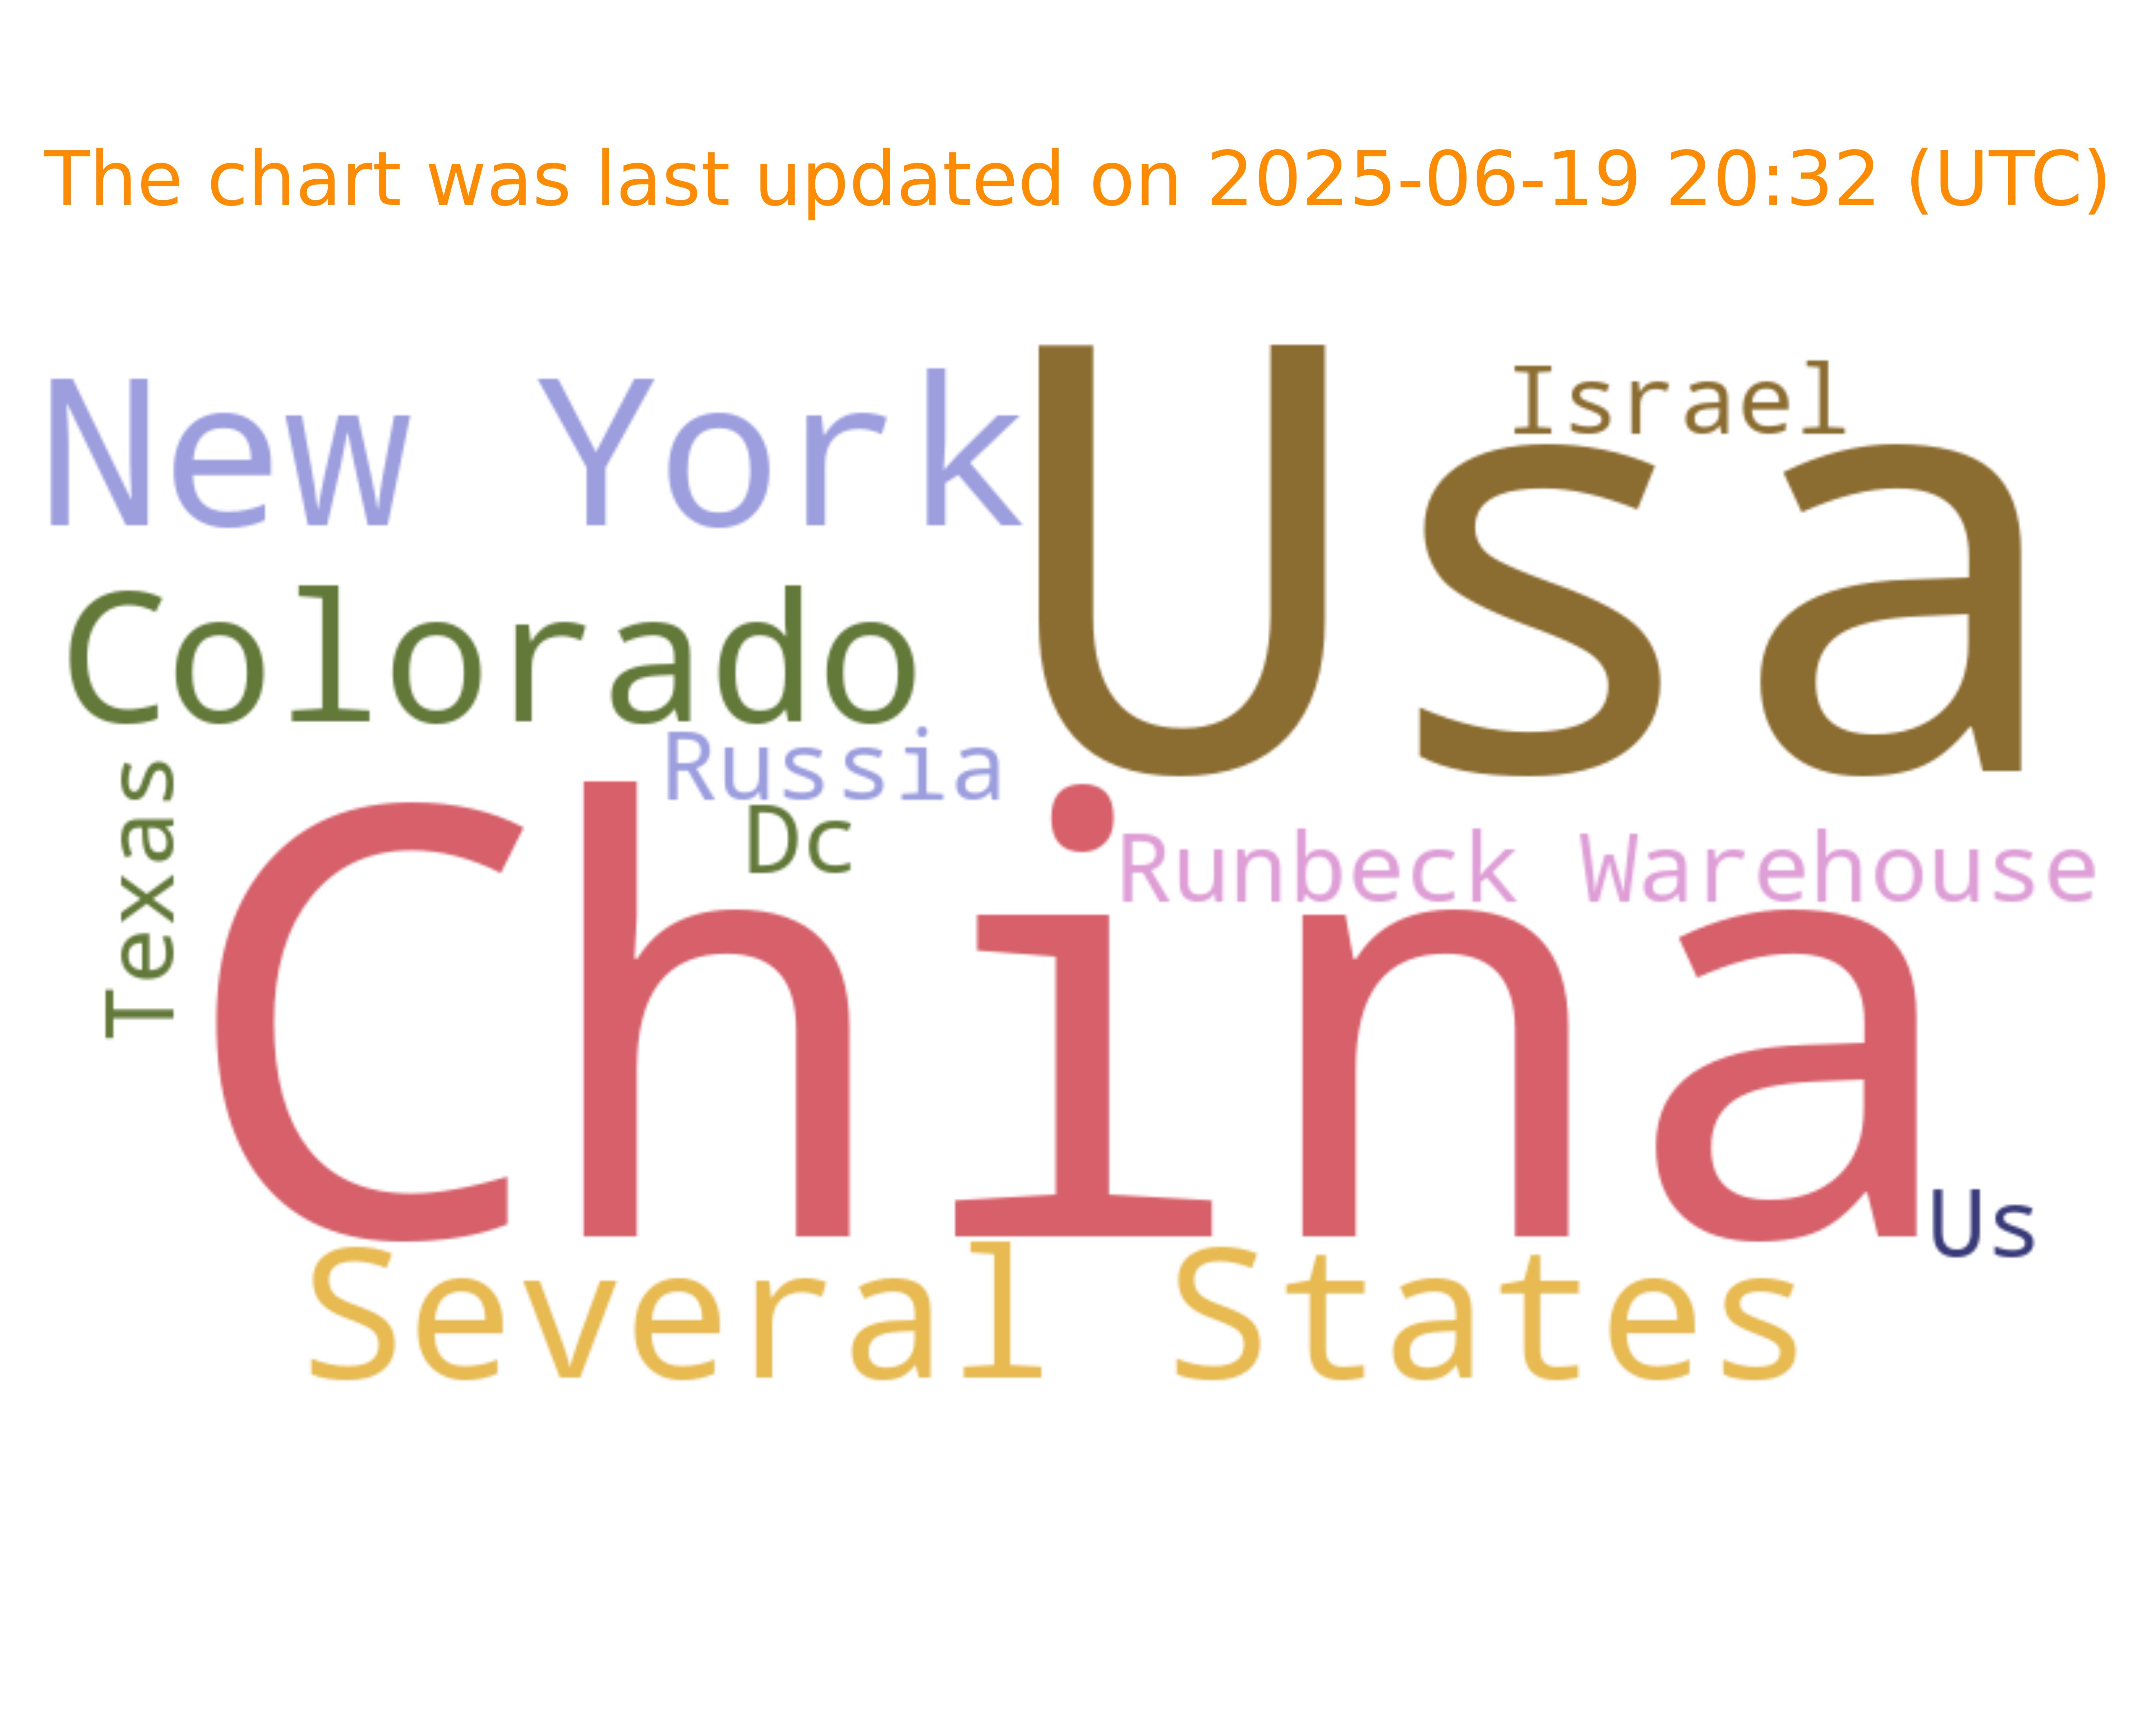 The chart was last updated on 2025-06-19 20:32 (UTC)
New York
Usa
Israel
Colorado
Russia
Dc
Texas
China
Runbeck Warehouse
Us
Several States